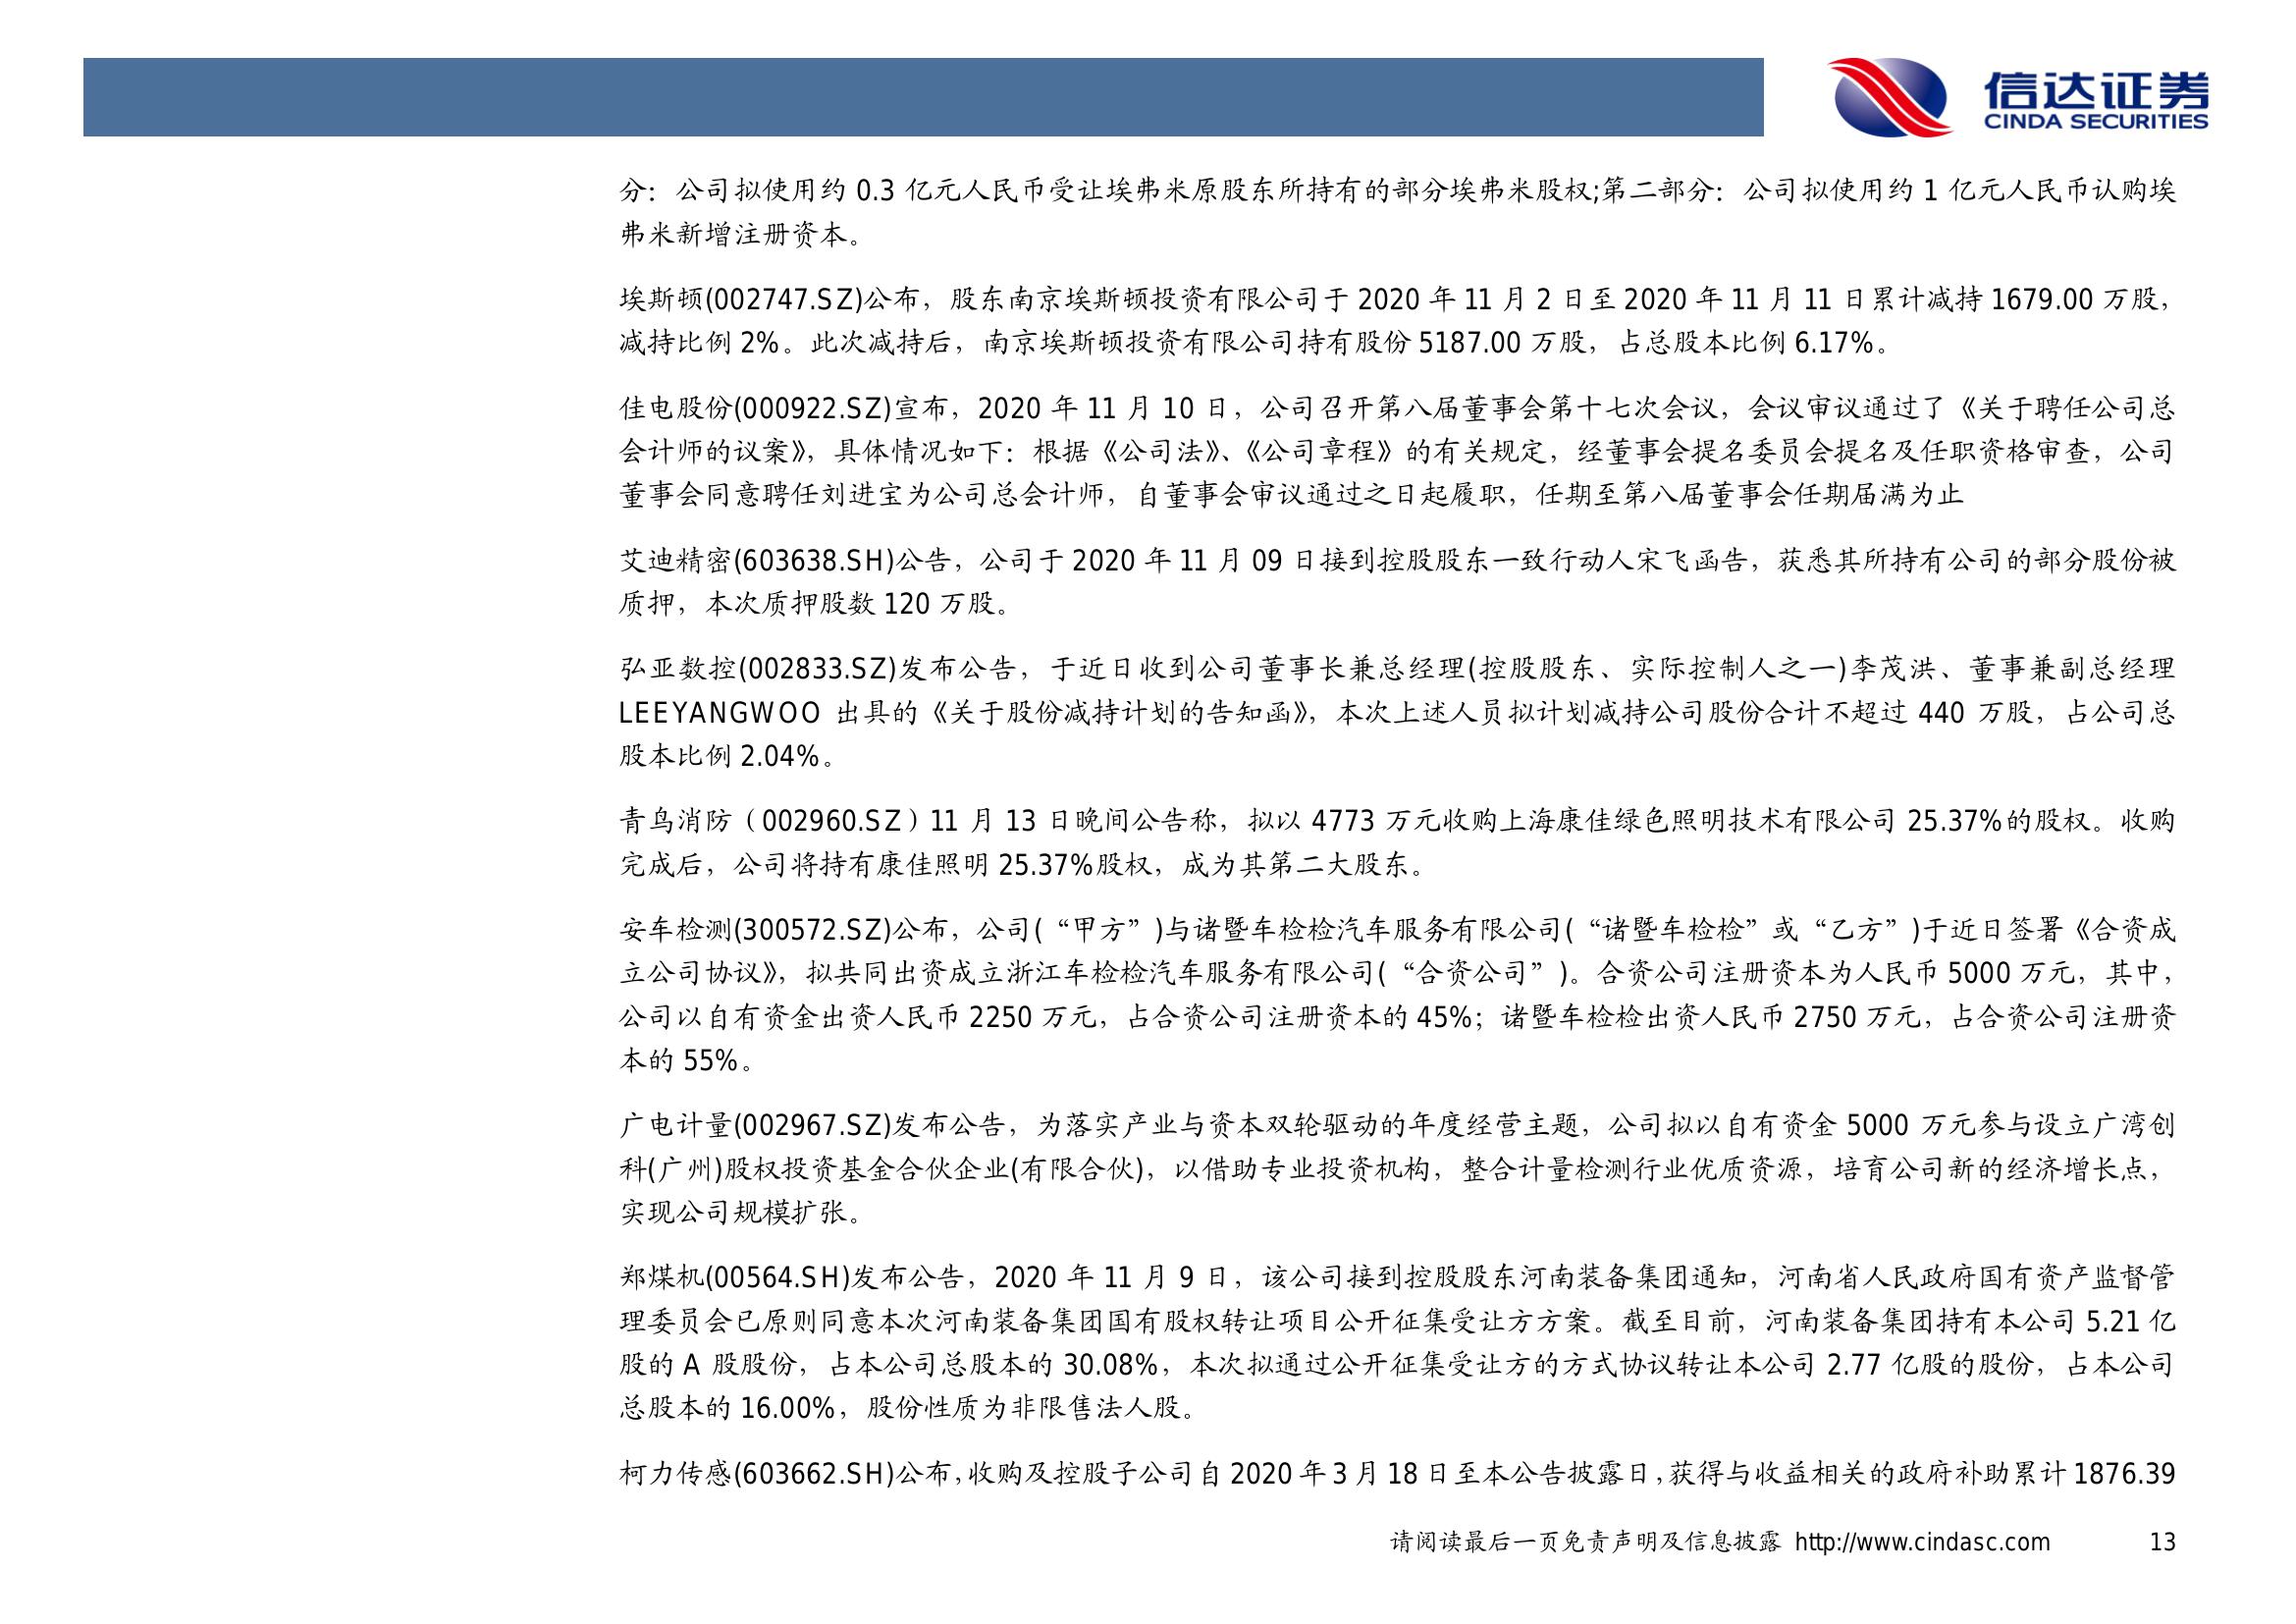 信达证券
CINDA SECURITIES
分：公司拟使用约 0.3 亿元人民币受让埃弗米原股东所持有的部分埃弗米股权;第二部分：公司拟使用约 1 亿元人民币认购埃
弗米新增注册资本。
埃斯顿(002747.SZ)公布，股东南京埃斯顿投资有限公司于 2020 年 11 月 2 日至 2020 年 11 月 11 日累计减持 1679.00 万股，
减持比例 2%。此次减持后，南京埃斯顿投资有限公司持有股份 5187.00 万股，占总股本比例 6.17%。
佳电股份(000922.SZ)宣布，2020 年 11 月 10 日，公司召开第八届董事会第十七次会议，会议审议通过了《关于聘任公司总
会计师的议案》，具体情况如下：根据《公司法》、《公司章程》的有关规定，经董事会提名委员会提名及任职资格审查，公司
董事会同意聘任刘进宝为公司总会计师，自董事会审议通过之日起履职，任期至第八届董事会任期届满为止
艾迪精密(603638.SH)公告，公司于 2020 年 11 月 09 日接到控股股东一致行动人宋飞函告，获悉其所持有公司的部分股份被
质押，本次质押股数 120 万股。
弘亚数控(002833.SZ)发布公告，于近日收到公司董事长兼总经理(控股股东、实际控制人之一)李茂洪、董事兼副总经理
LEEYANGWOO 出具的《关于股份减持计划的告知函》，本次上述人员拟计划减持公司股份合计不超过 440 万股，占公司总
股本比例 2.04%。
青鸟消防（002960.SZ）11 月 13 日晚间公告称，拟以 4773 万元收购上海康佳绿色照明技术有限公司 25.37%的股权。收购
完成后，公司将持有康佳照明 25.37%股权，成为其第二大股东。
安车检测(300572.SZ)公布，公司(“甲方”)与诸暨车检检汽车服务有限公司(“诸暨车检检”或“乙方”)于近日签署《合资成
立公司协议》，拟共同出资成立浙江车检检汽车服务有限公司(“合资公司”)。合资公司注册资本为人民币 5000 万元，其中，
公司以自有资金出资人民币 2250 万元，占合资公司注册资本的 45%；诸暨车检检出资人民币 2750 万元，占合资公司注册资
本的 55%。
广电计量(002967.SZ)发布公告，为落实产业与资本双轮驱动的年度经营主题，公司拟以自有资金 5000 万元参与设立广湾创
科(广州)股权投资基金合伙企业(有限合伙)，以借助专业投资机构，整合计量检测行业优质资源，培育公司新的经济增长点，
实现公司规模扩张。
郑煤机(00564.SH)发布公告，2020 年 11 月 9 日，该公司接到控股股东河南装备集团通知，河南省人民政府国有资产监督管
理委员会已原则同意本次河南装备集团国有股权转让项目公开征集受让方方案。截至目前，河南装备集团持有本公司 5.21 亿
股的 A 股股份，占本公司总股本的 30.08%，本次拟通过公开征集受让方的方式协议转让本公司 2.77 亿股的股份，占本公司
总股本的 16.00%，股份性质为非限售法人股。
柯力传感(603662.SH)公布，收购及控股子公司自 2020 年 3 月 18 日至本公告披露日，获得与收益相关的政府补助累计 1876.39
请阅读最后一页免责声明及信息披露 http://www.cindasc.com 13